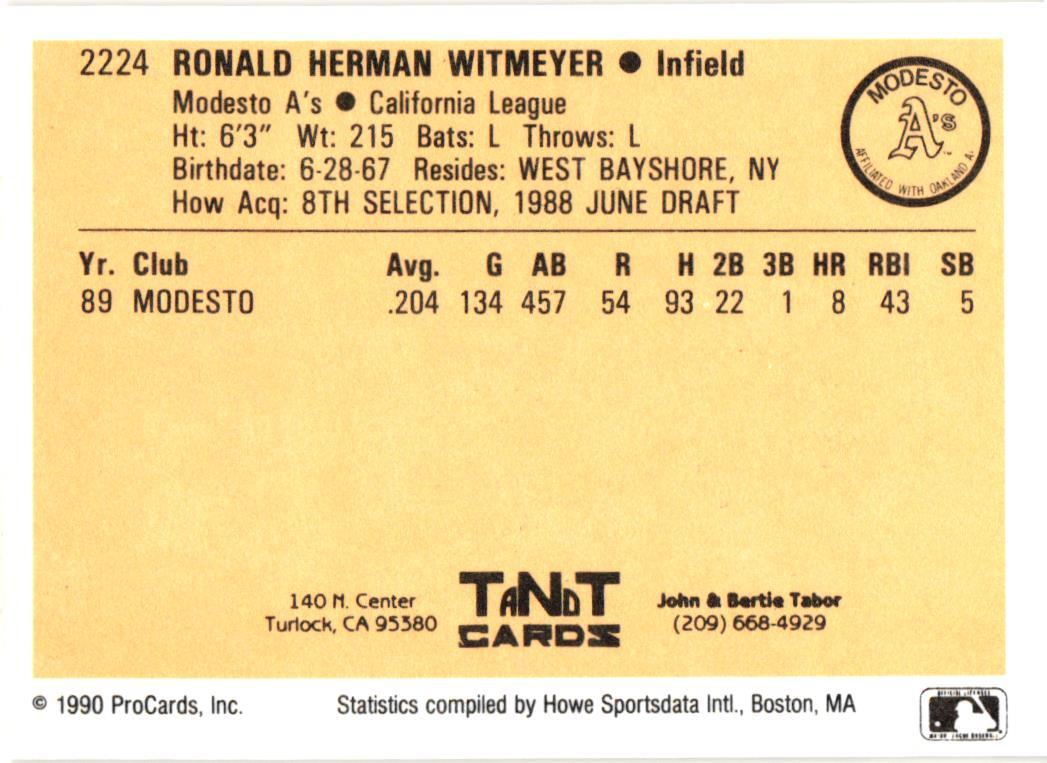 2224 RONALD HERMAN WITMEYER ● Infield
Modesto A's ● California League
Ht: 6'3" Wt: 215 Bats: L Throws: L
Birthdate: 6-28-67 Resides: WEST BAYSHORE, NY
How Acq: 8TH SELECTION, 1988 JUNE DRAFT
MODESTO
A's
AFFILIATED WITH OAKLAND A's
Yr. Club Avg. G AB R H 2B 3B HR RBI SB
89 MODESTO .204 134 457 54 93 22 1 8 43 5
140 N. Center
Turlock, CA 95380
TANDT
CARDS
John & Bertie Tabor
(209) 668-4929
© 1990 ProCards, Inc. Statistics compiled by Howe Sportsdata Intl., Boston, MA